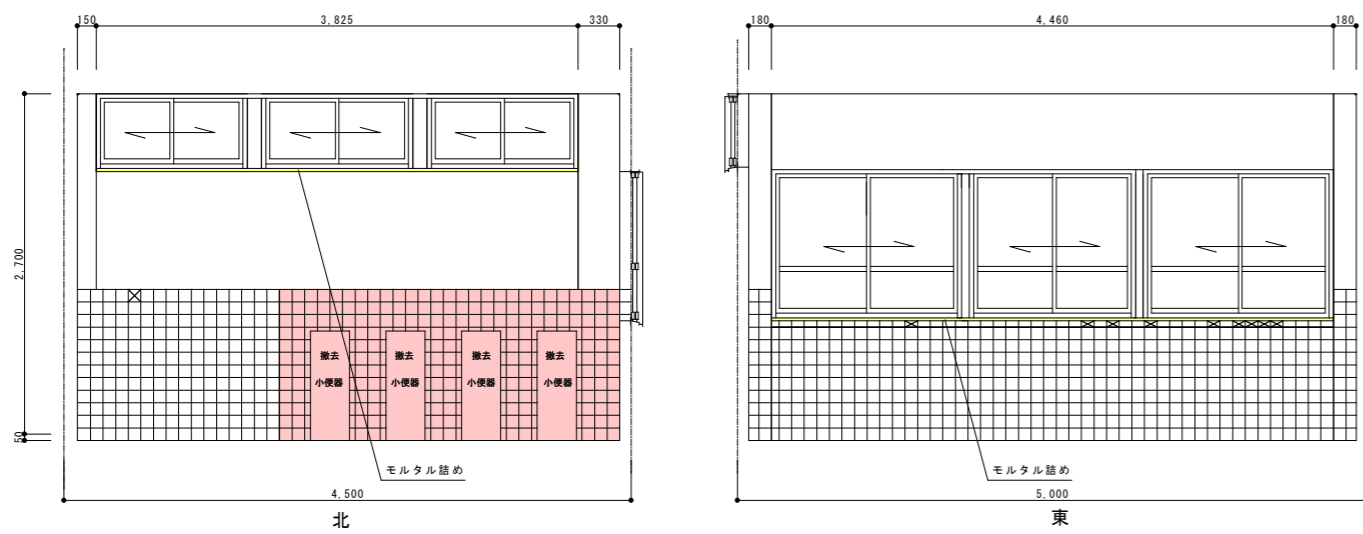 150
3,825
330
180
4,460
180
2,700
50
撤去
小便器
撤去
小便器
撤去
小便器
撤去
小便器
モルタル詰め
モルタル詰め
4,500
5,000
北
東